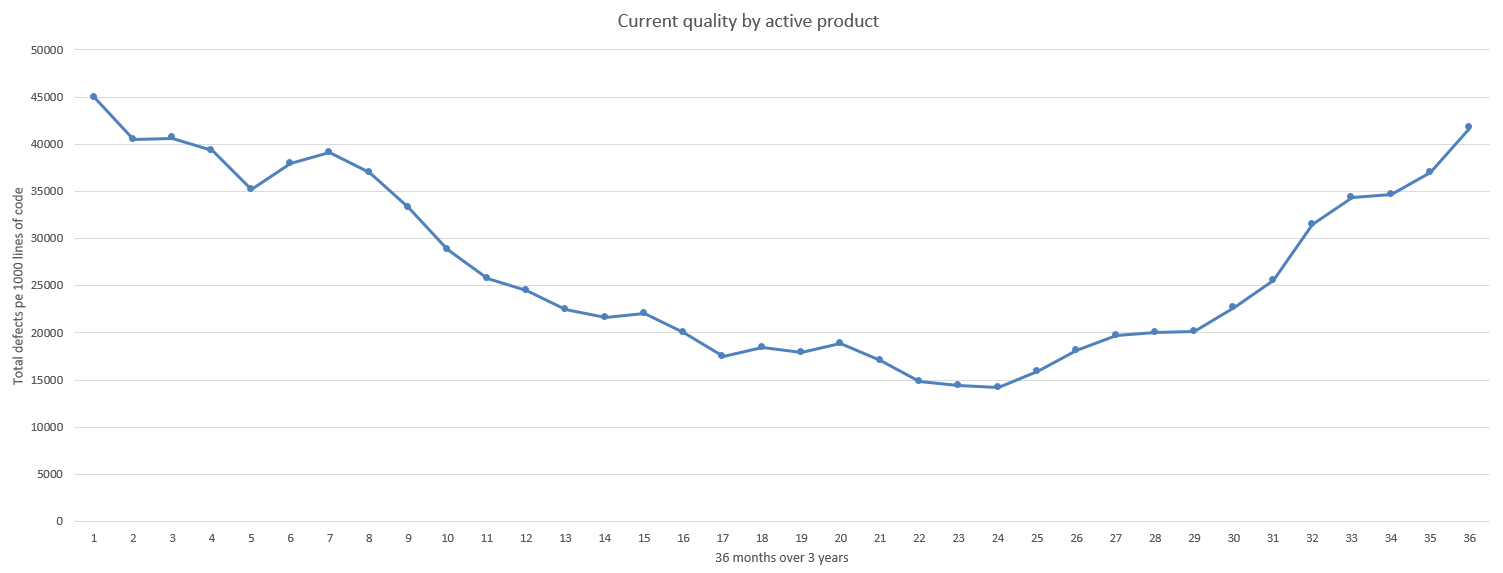 Current quality by active product
50000
45000
40000
35000
30000
25000
20000
15000
10000
5000
0
Total defects pe 1000 lines of code
1 2 3 4 5 6 7 8 9 10 11 12 13 14 15 16 17 18 19 20 21 22 23 24 25 26 27 28 29 30 31 32 33 34 35 36
36 months over 3 years